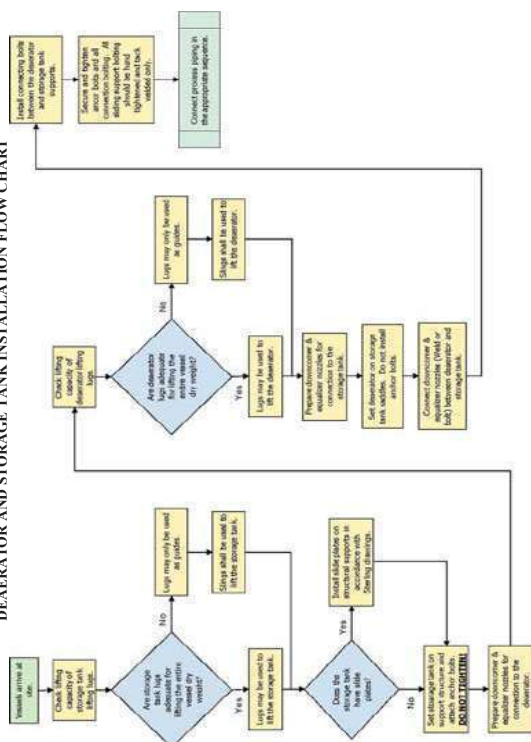 DEAERATOR AND STORAGE TANK INSTALLATION FLOW CHART
Vessels arrive at
site.
Check lifting
capacity of
storage tank
lifting lugs.
Are storage
tank lugs
adequate for
lifting the entire
vessel dry
weight?
No
Lugs may only be used
as guides.
Slings shall be used to
lift the storage tank.
Yes
Lugs may be used to
lift the storage tank.
Does the
storage tank
have slide
plates?
Yes
Install slide plates on
structural supports in
accordance with
Sterling drawings.
No
Set storage tank on
support structure and
attach anchor bolts.
DO NOT TIGHTEN!
Prepare downcomer &
equalizer nozzles for
connection to the
deaerator.
Check lifting
capacity of
deaerator lifting
lugs.
Are deaerator
lugs adequate
for lifting the
entire vessel
dry weight?
No
Lugs may only be
used as guides.
Slings shall be used to
lift the deaerator.
Yes
Lugs may be used to
lift the deaerator.
Prepare downcomer &
equalizer nozzles for
connection to the
storage tank.
Set deaerator on storage
tank saddles. Do not install
anchor bolts.
Connect downcomer &
equalizer nozzles (Weld or
bolt) between deaerator and
storage tank.
Install connecting bolts
between the deaerator
and storage tank
supports.
Secure and tighten
ancor bolts and all
connection bolting. All
sliding support bolting
should be hand
tightened and tack
welded only.
Connect process piping in
the appropriate sequence.